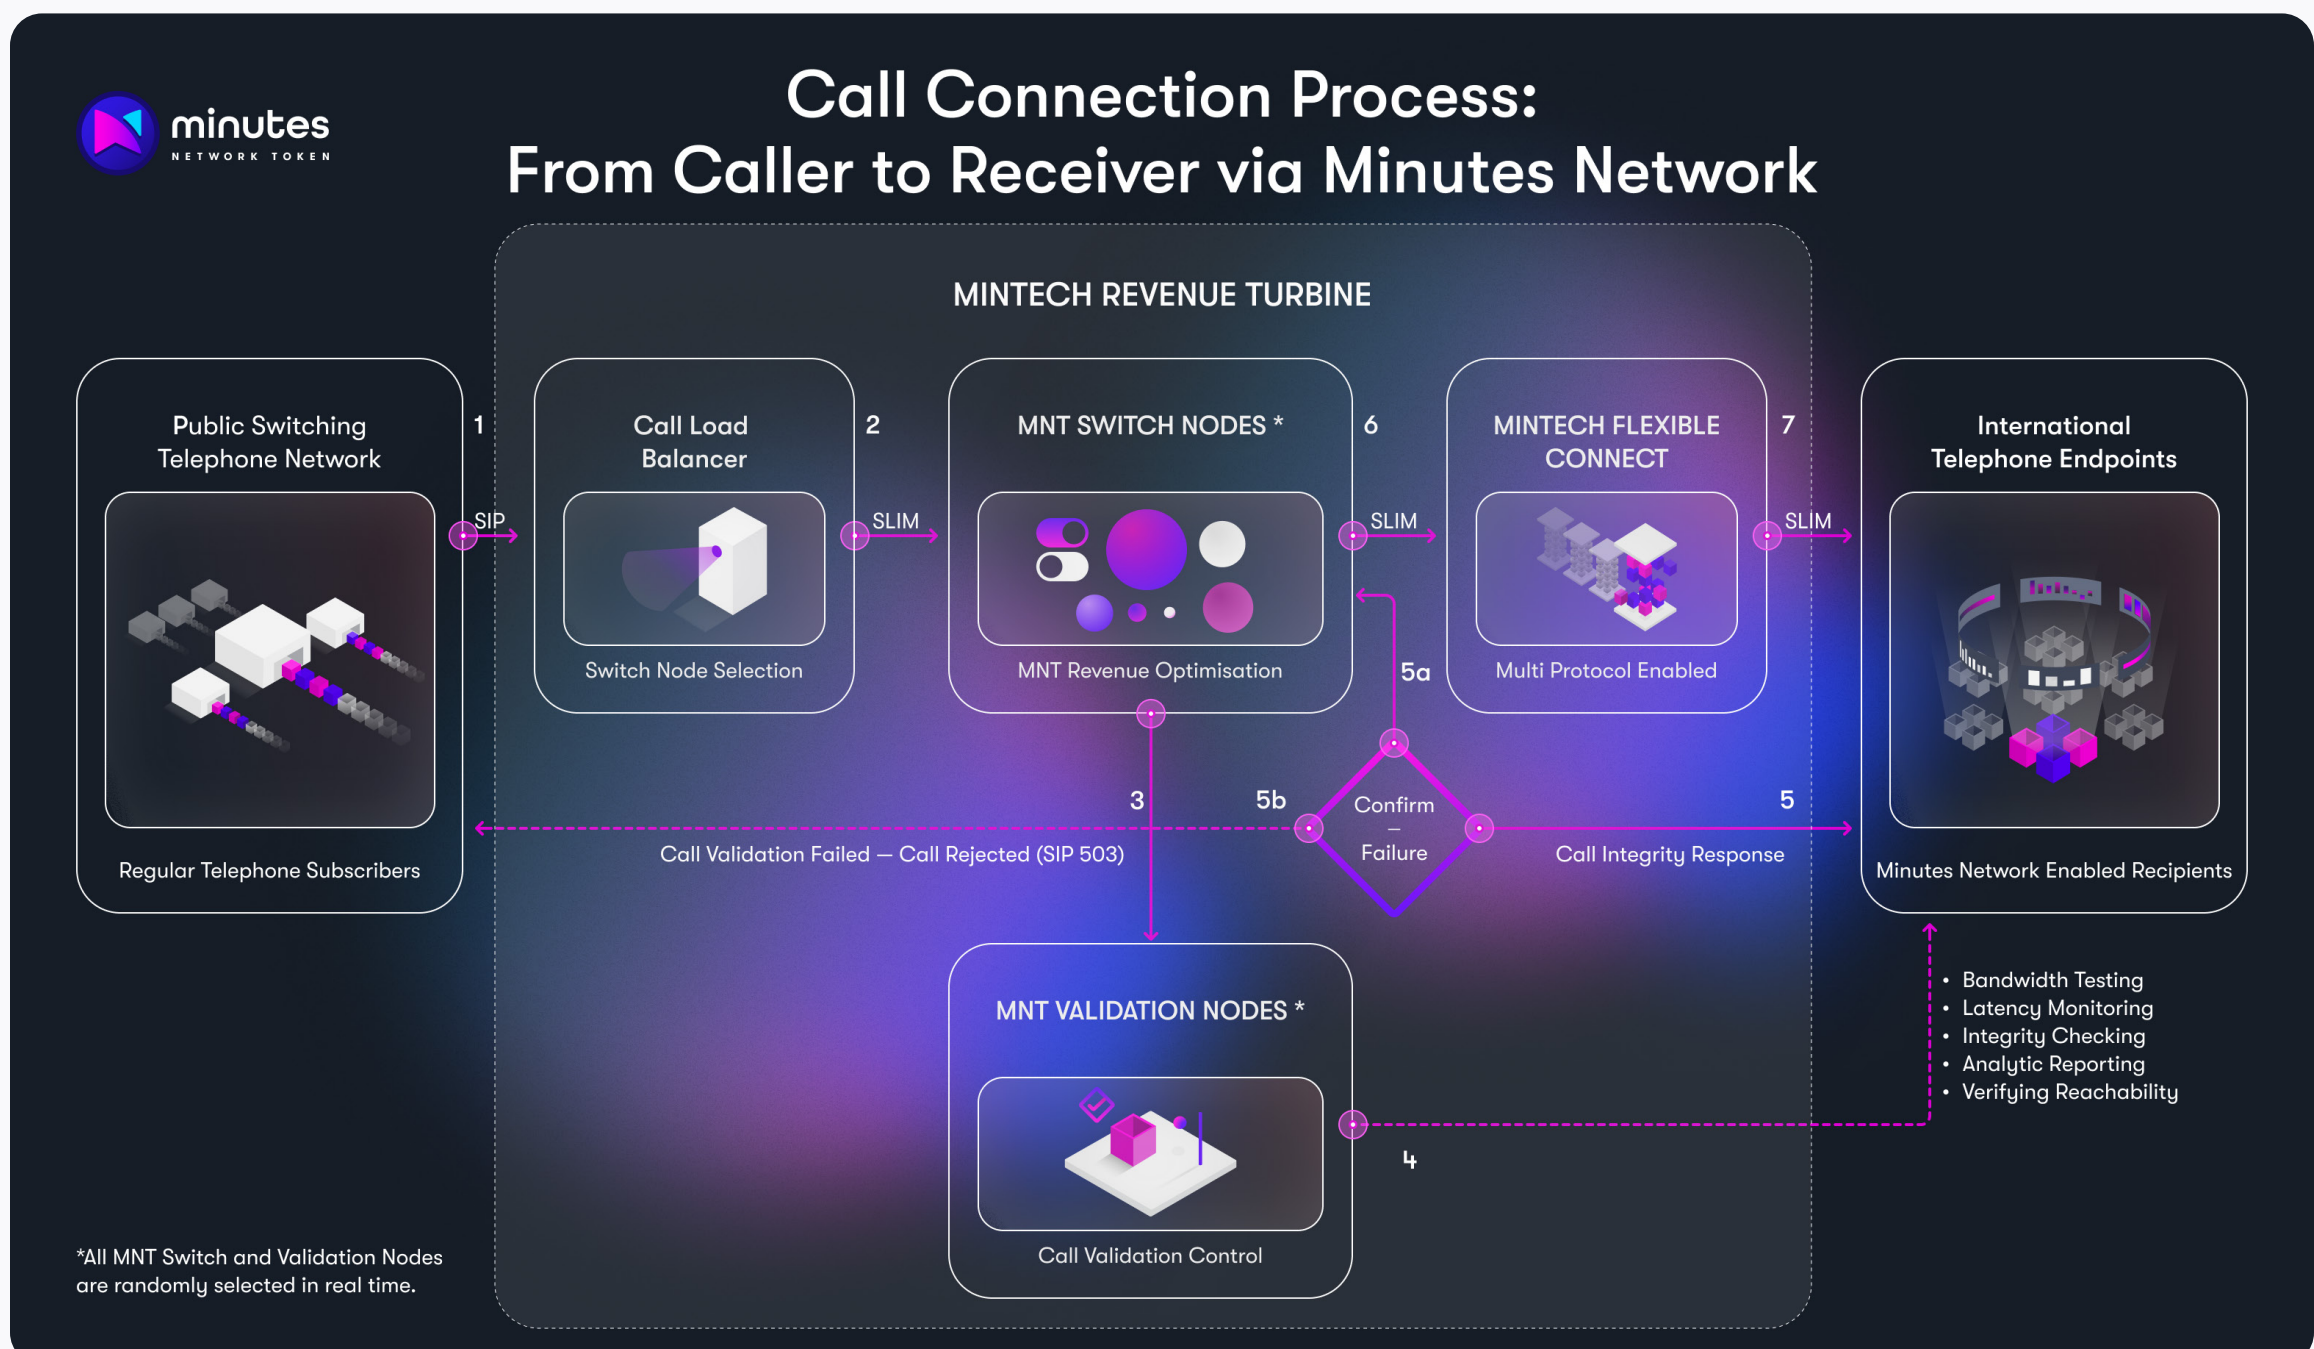 minutes
NETWORK TOKEN
Call Connection Process:
From Caller to Receiver via Minutes Network
MINTECH REVENUE TURBINE
Public Switching
Telephone Network
Regular Telephone Subscribers
1
SIP
Call Load
Balancer
Switch Node Selection
2
SLIM
MNT SWITCH NODES *
MNT Revenue Optimisation
6
SLIM
MINTECH FLEXIBLE
CONNECT
Multi Protocol Enabled
7
SLIM
International
Telephone Endpoints
Minutes Network Enabled Recipients
5a
3
5b
Confirm
–
Failure
5
Call Validation Failed — Call Rejected (SIP 503)
Call Integrity Response
MNT VALIDATION NODES *
Call Validation Control
4
• Bandwidth Testing
• Latency Monitoring
• Integrity Checking
• Analytic Reporting
• Verifying Reachability
*All MNT Switch and Validation Nodes
are randomly selected in real time.